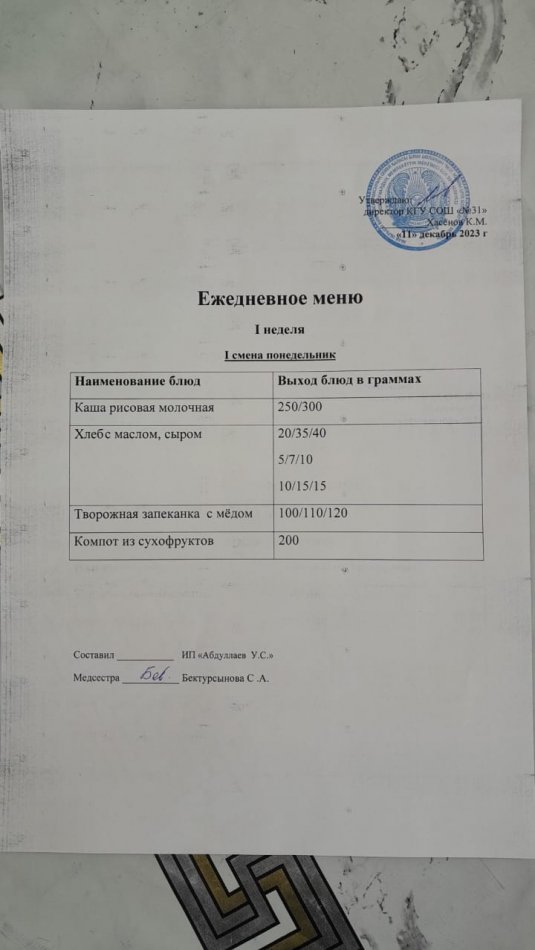 Утверждаю
директор КГУ СОШ «№31»
Хасенов К.М.
«11» декабрь 2023 г
Ежедневное меню
I неделя
I смена понедельник
Наименование блюд Выход блюд в граммах
Каша рисовая молочная 250/300
Хлеб с маслом, сыром 20/35/40
5/7/10
10/15/15
Творожная запеканка с мёдом 100/110/120
Компот из сухофруктов 200
Составил ___________ ИП «Абдуллаев У.С.»
Медсестра ___________ Бектурсынова С .А.